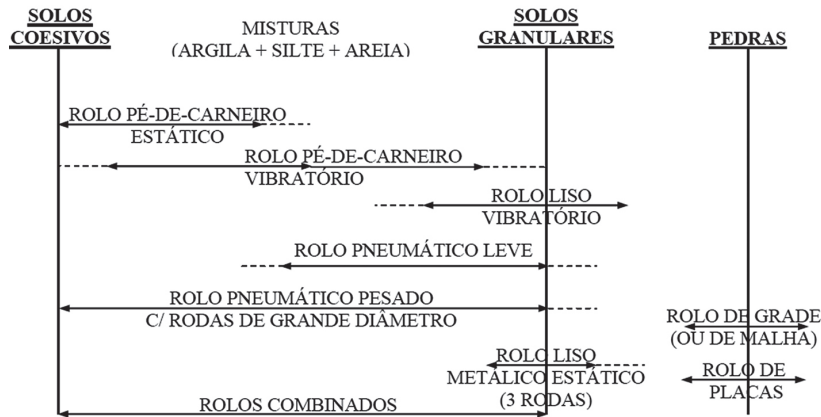 SOLOS
COESIVOS
MISTURAS
(ARGILA + SILTE + AREIA)
SOLOS
GRANULARES
PEDRAS
ROLO PÉ-DE-CARNEIRO
ESTÁTICO
ROLO PÉ-DE-CARNEIRO
VIBRATÓRIO
ROLO LISO
VIBRATÓRIO
ROLO PNEUMÁTICO LEVE
ROLO PNEUMÁTICO PESADO
C/ RODAS DE GRANDE DIÂMETRO
ROLO DE GRADE
(OU DE MALHA)
ROLO LISO
METÁLICO ESTÁTICO
(3 RODAS)
ROLO DE
PLACAS
ROLOS COMBINADOS